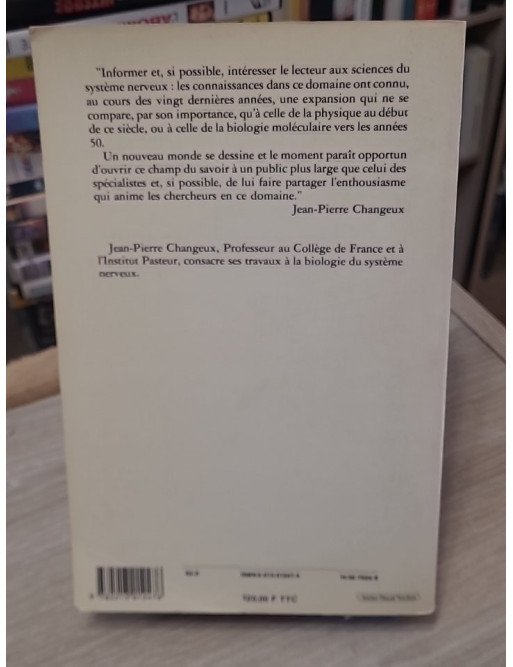 "Informer et, si possible, intéresser le lecteur aux sciences du
système nerveux : les connaissances dans ce domaine ont connu,
au cours des vingt dernières années, une expansion qui ne se
compare, par son importance, qu'à celle de la physique au début
de ce siècle, ou à celle de la biologie moléculaire vers les années
50.
Un nouveau monde se dessine et le moment paraît opportun
d'ouvrir ce champ du savoir à un public plus large que celui des
spécialistes et, si possible, de lui faire partager l'enthousiasme
qui anime les chercheurs en ce domaine."
Jean-Pierre Changeux
Jean-Pierre Changeux, Professeur au Collège de France et à
l'Institut Pasteur, consacre ses travaux à la biologie du système
nerveux.
F TTC